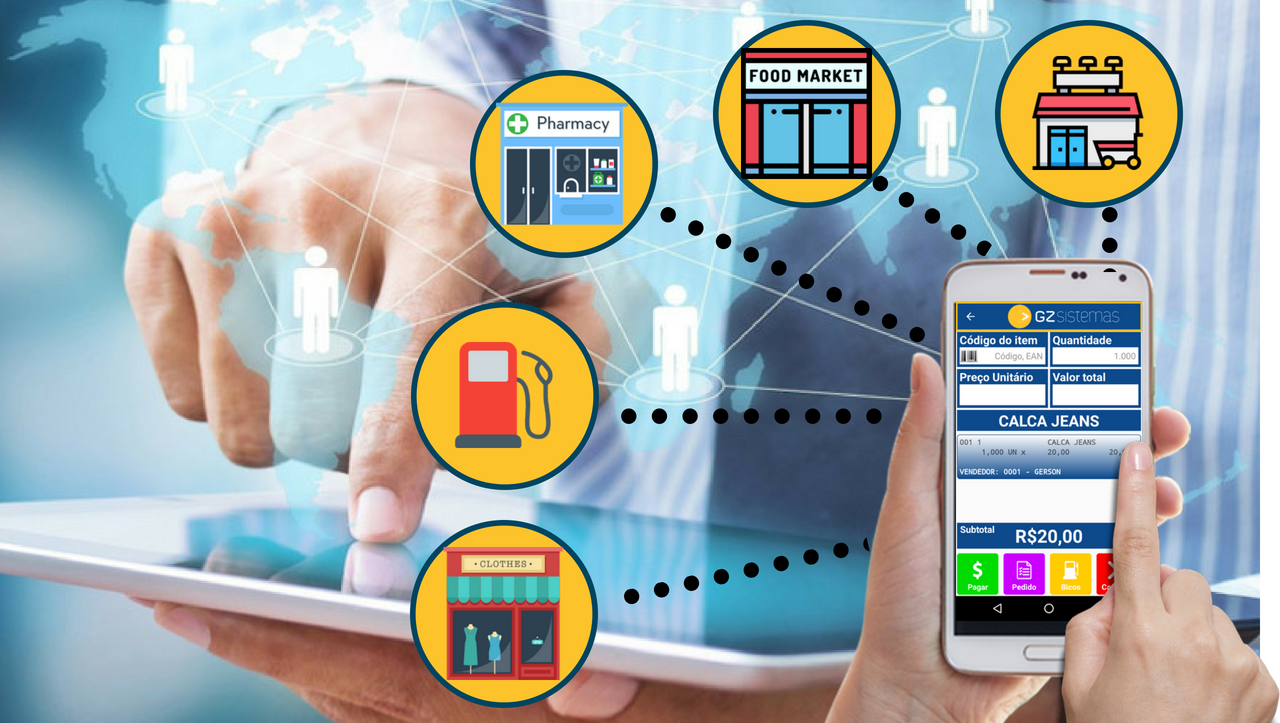 Pharmacy
FOOD MARKET
· CLOTHES ·
GZ sistemas
Código do item
Quantidade
Código, EAN
1.000
Preço Unitário
Valor total
CALCA JEANS
001 1 CALCA JEANS
1,000 UN x 20,00 20,
VENDEDOR: 0001 - GERSON
Subtotal
R$20,00
$
Pagar
Pedido
Bicos